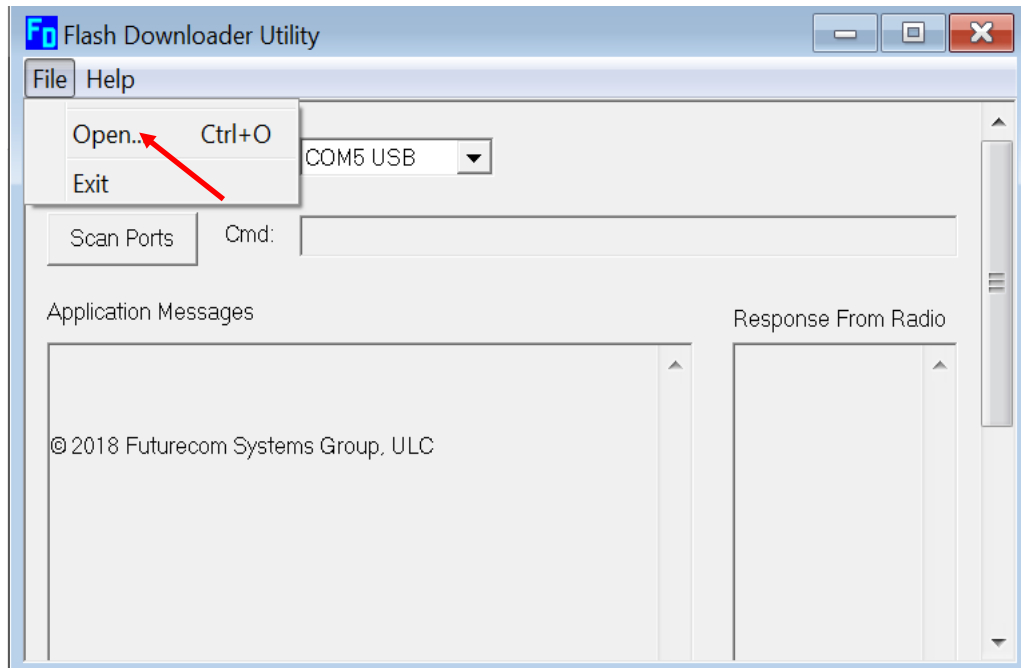 FD Flash Downloader Utility
File Help
Open... Ctrl+O
COM5 USB
Exit
Scan Ports Cmd:
Application Messages
Response From Radio
© 2018 Futurecom Systems Group, ULC